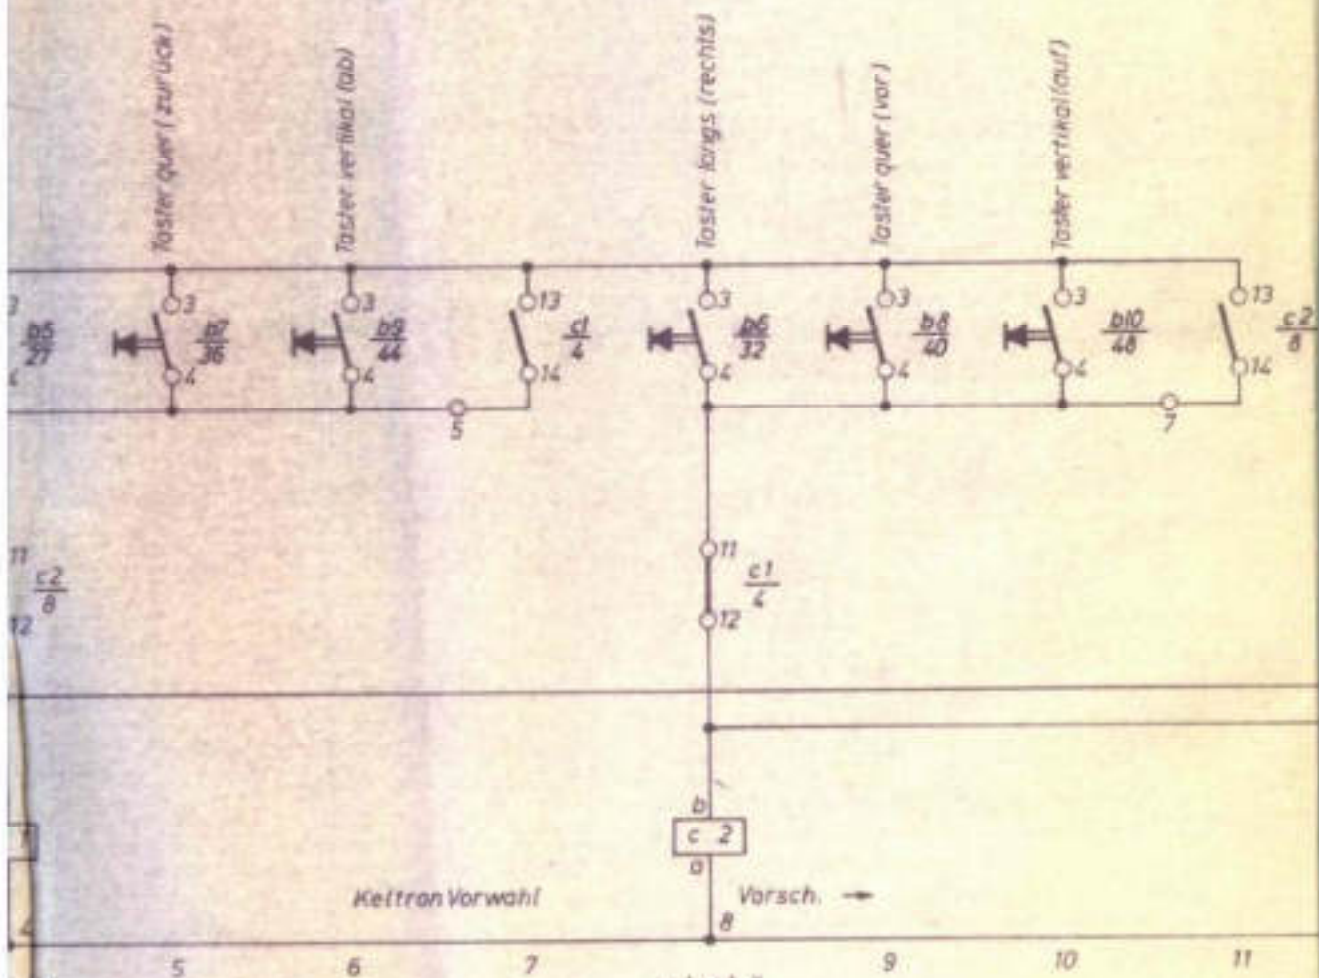 Taster quer (zurück)
Taster vertikal (ab)
Taster längs (rechts)
Taster quer (vor)
Taster vertikal (auf)
3
b5
27
4
3
b7
36
4
3
b9
44
4
13
c1
4
14
3
b6
32
4
3
b8
40
4
3
b10
48
4
13
c2
8
14
5
7
11
c2
8
12
11
c1
4
12
b
c 2
a
Keltron Vorwahl
Vorsch. →
8
4
5
6
7
9
10
11